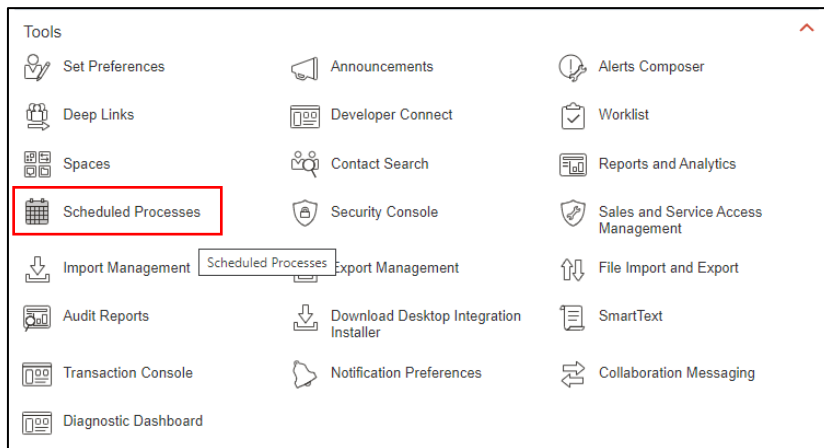 Tools
Set Preferences
Announcements
Alerts Composer
Deep Links
Developer Connect
Worklist
Spaces
Contact Search
Reports and Analytics
Scheduled Processes
Security Console
Sales and Service Access
Management
Import Management
Scheduled Processes
Export Management
File Import and Export
Audit Reports
Download Desktop Integration
Installer
SmartText
Transaction Console
Notification Preferences
Collaboration Messaging
Diagnostic Dashboard